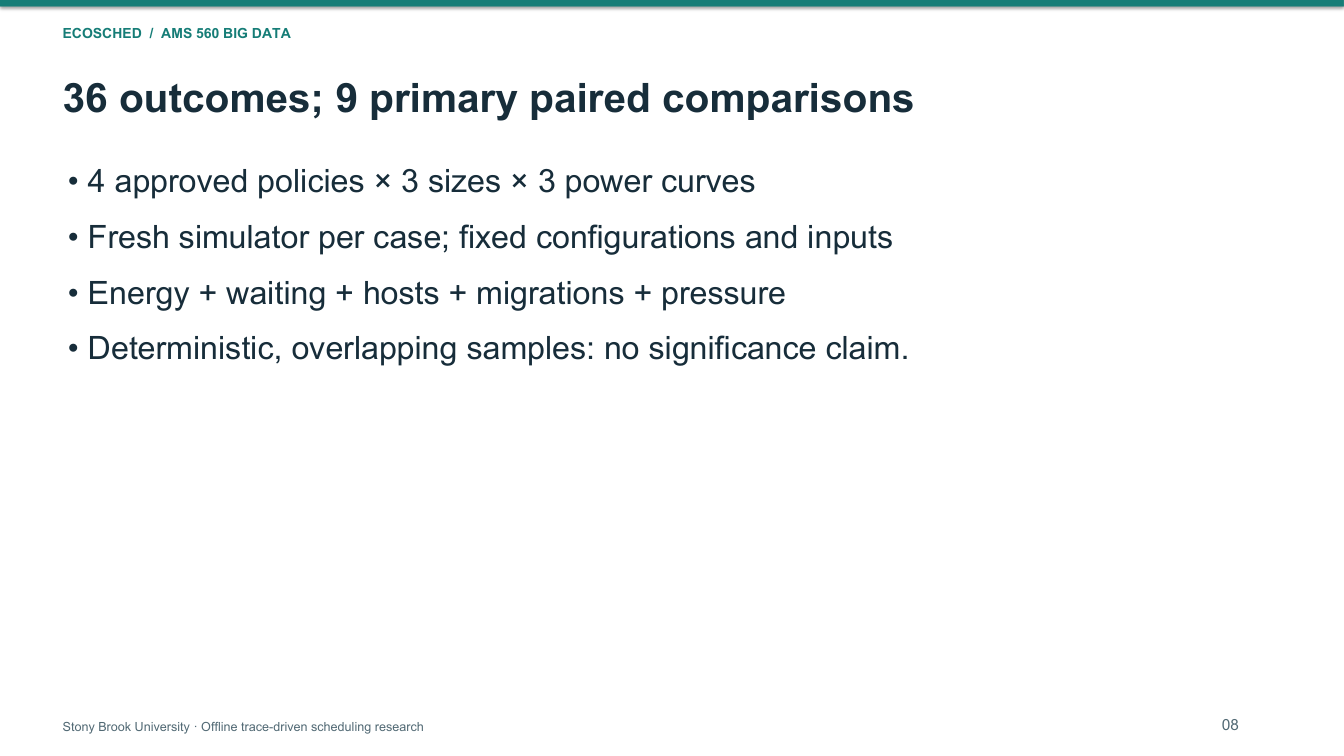 ECOSCHED / AMS 560 BIG DATA
36 outcomes; 9 primary paired comparisons
• 4 approved policies × 3 sizes × 3 power curves
• Fresh simulator per case; fixed configurations and inputs
• Energy + waiting + hosts + migrations + pressure
• Deterministic, overlapping samples: no significance claim.
Stony Brook University · Offline trace-driven scheduling research
08